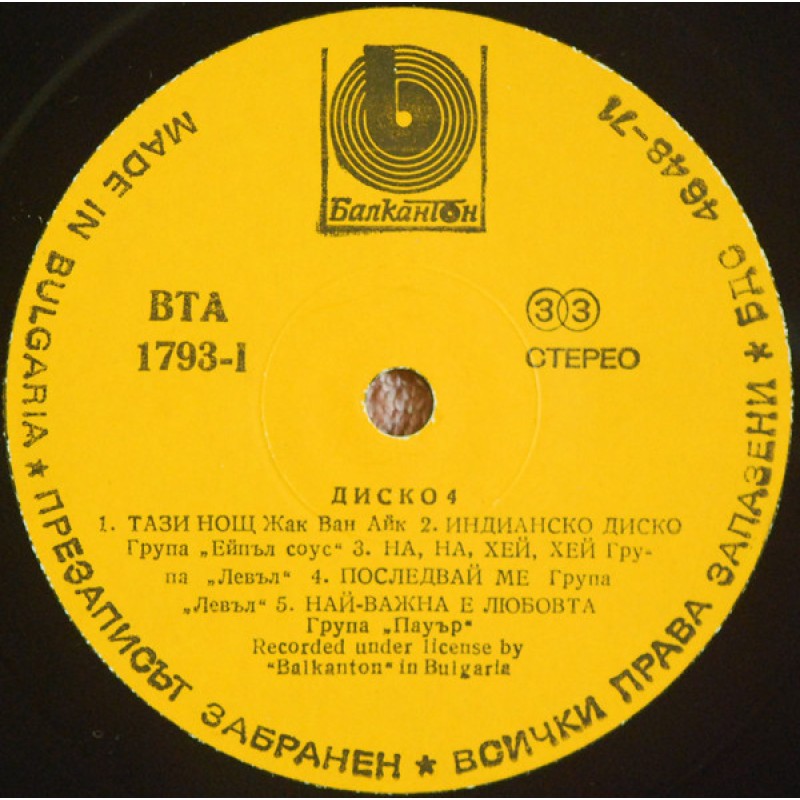 Балкантон
ВТА
1793-I
33
СТЕРЕО
ДИСКО 4
1. ТАЗИ НОЩ Жак Ван Айк 2. ИНДИАНСКО ДИСКО
Група „Ейпъл соус“ 3. НА, НА, ХЕЙ, ХЕЙ Гру-
па „Левъл“ 4. ПОСЛЕДВАЙ МЕ Група
„Левъл“ 5. НАЙ-ВАЖНА Е ЛЮБОВТА
Група „Пауър“
Recorded under license by
"Balkanton" in Bulgaria
MADE IN BULGARIA ★ ПРЕЗАПИСЪТ ЗАБРАНЕН ★ ВСИЧКИ ПРАВА ЗАПАЗЕНИ ★ БДС 4648-71